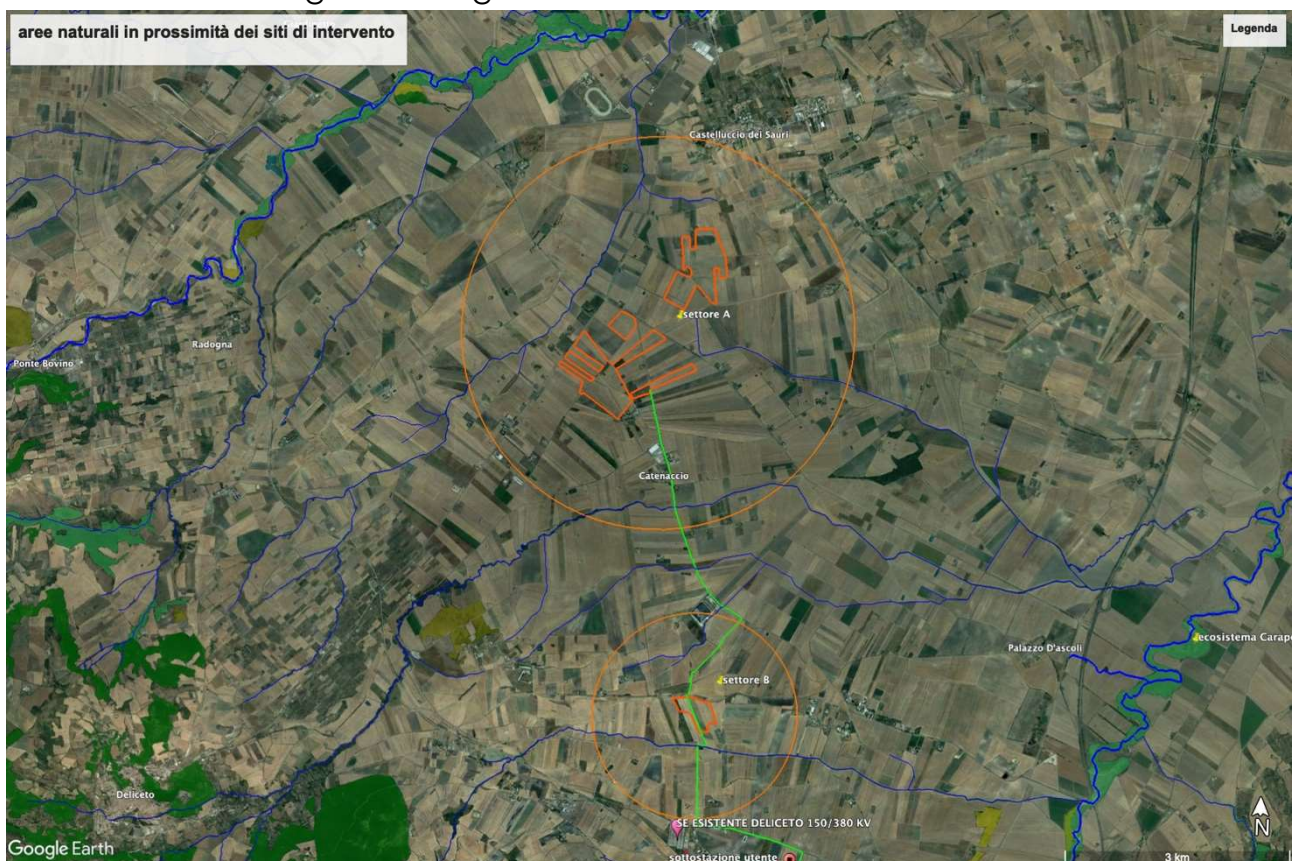 aree naturali in prossimità dei siti di intervento
Legenda
Castelluccio dei Sauri
settore A
Radogna
Ponte Bovino
Catenaccio
ecosistema Carape
Palazzo D'ascoli
settore B
Deliceto
SE ESISTENTE DELICETO 150/380 KV
N
Google Earth
sottostazione utente
3 km